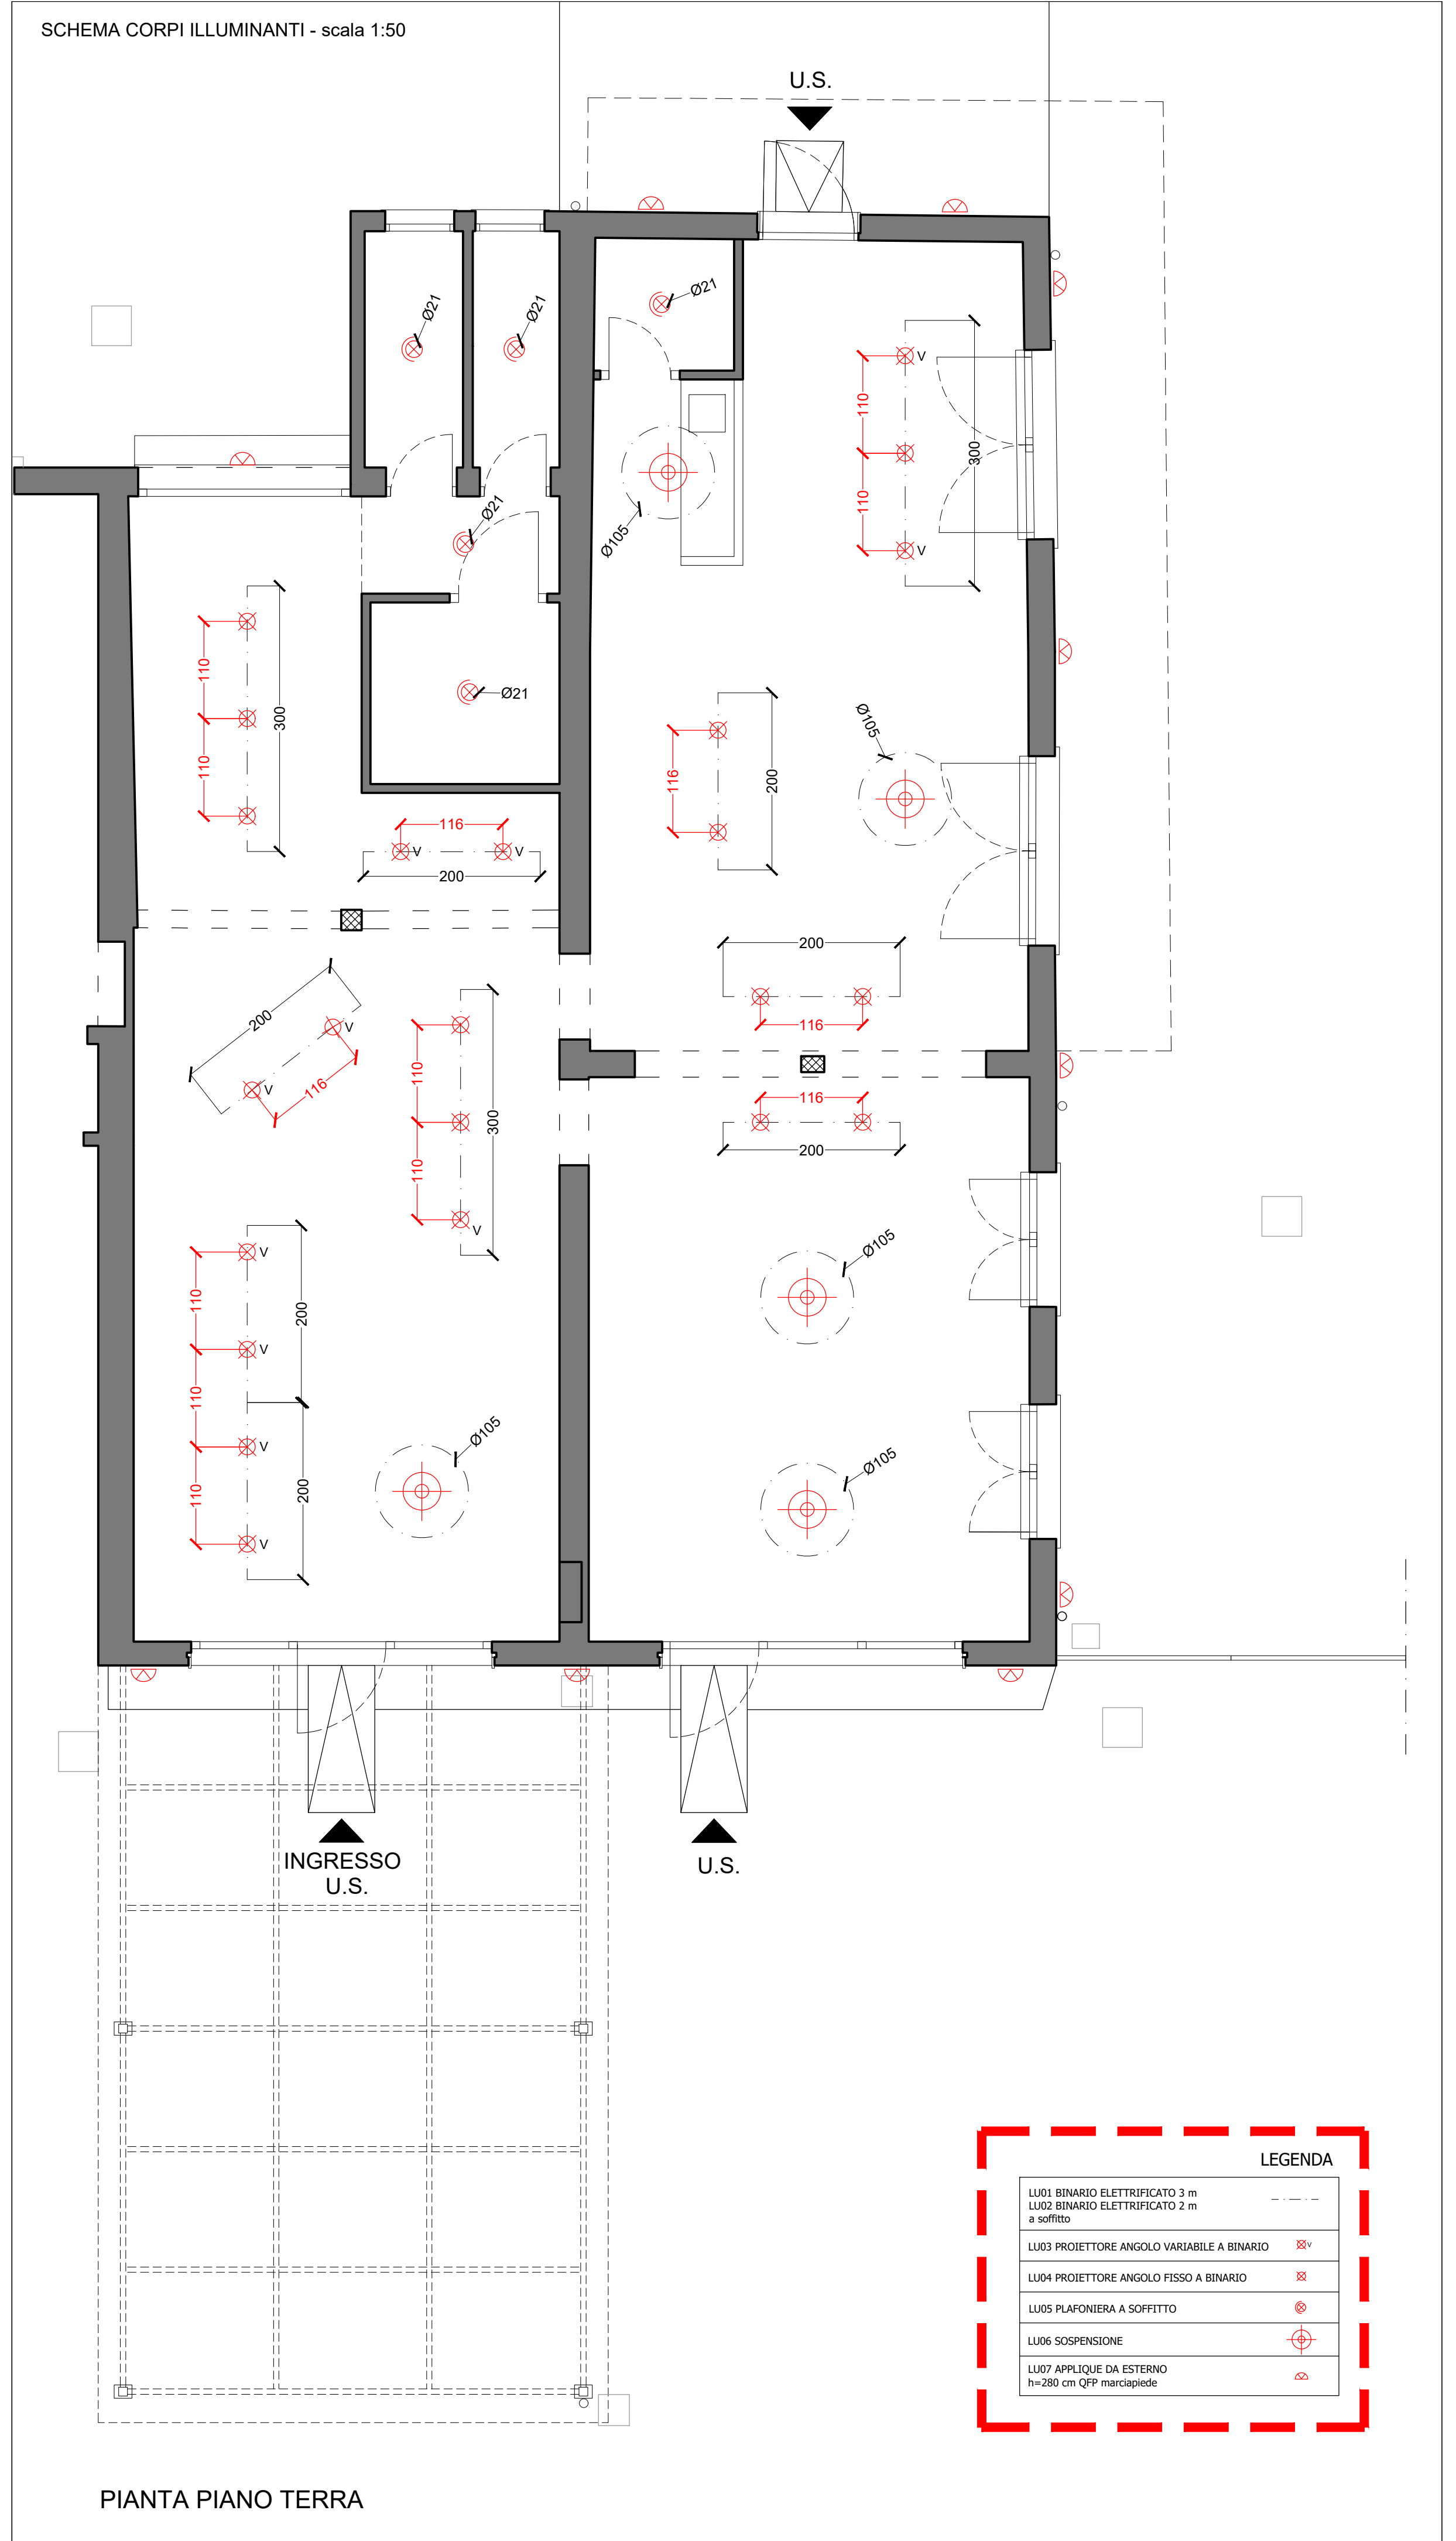 SCHEMA CORPI ILLUMINANTI - scala 1:50
U.S.
Ø21
Ø21
Ø21
V
110
300
110
V
Ø105
Ø21
110
300
110
Ø21
116
200
Ø105
116
V
V
200
200
116
200
V
V
116
110
300
110
V
116
200
V
110
200
V
110
V
200
110
V
Ø105
Ø105
Ø105
INGRESSO
U.S.
U.S.
LEGENDA
LU01 BINARIO ELETTRIFICATO 3 m
LU02 BINARIO ELETTRIFICATO 2 m
a soffitto
LU03 PROIETTORE ANGOLO VARIABILE A BINARIO V
LU04 PROIETTORE ANGOLO FISSO A BINARIO
LU05 PLAFONIERA A SOFFITTO
LU06 SOSPENSIONE
LU07 APPLIQUE DA ESTERNO
h=280 cm QFP marciapiede
PIANTA PIANO TERRA